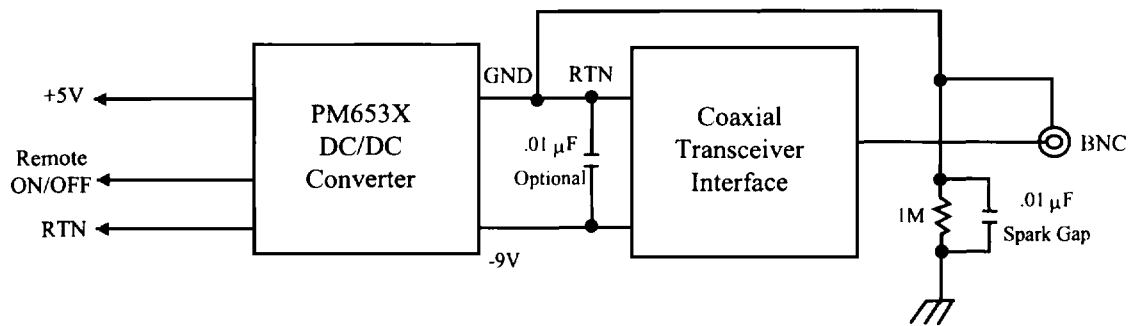 +5V
Remote
ON/OFF
RTN
PM653X
DC/DC
Converter
GND
RTN
.01 µF
Optional
-9V
Coaxial
Transceiver
Interface
BNC
1M
.01 µF
Spark Gap